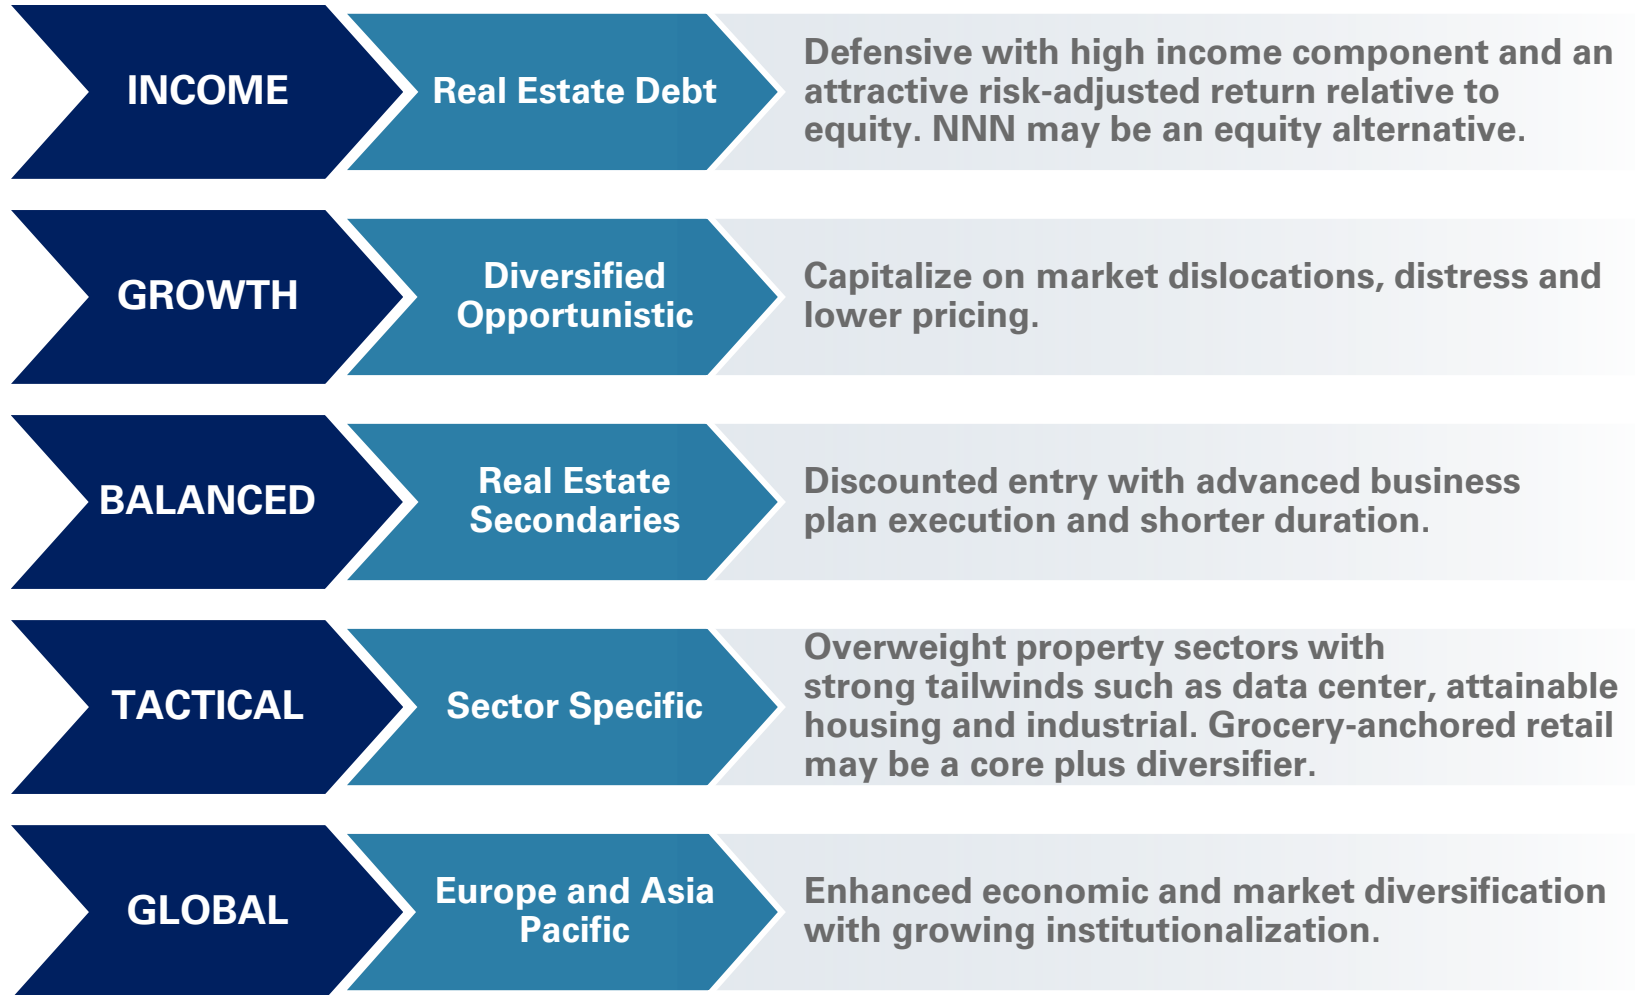 INCOME
Real Estate Debt
Defensive with high income component and an
attractive risk-adjusted return relative to
equity. NNN may be an equity alternative.
GROWTH
Diversified
Opportunistic
Capitalize on market dislocations, distress and
lower pricing.
BALANCED
Real Estate
Secondaries
Discounted entry with advanced business
plan execution and shorter duration.
TACTICAL
Sector Specific
Overweight property sectors with
strong tailwinds such as data center, attainable
housing and industrial. Grocery-anchored retail
may be a core plus diversifier.
GLOBAL
Europe and Asia
Pacific
Enhanced economic and market diversification
with growing institutionalization.